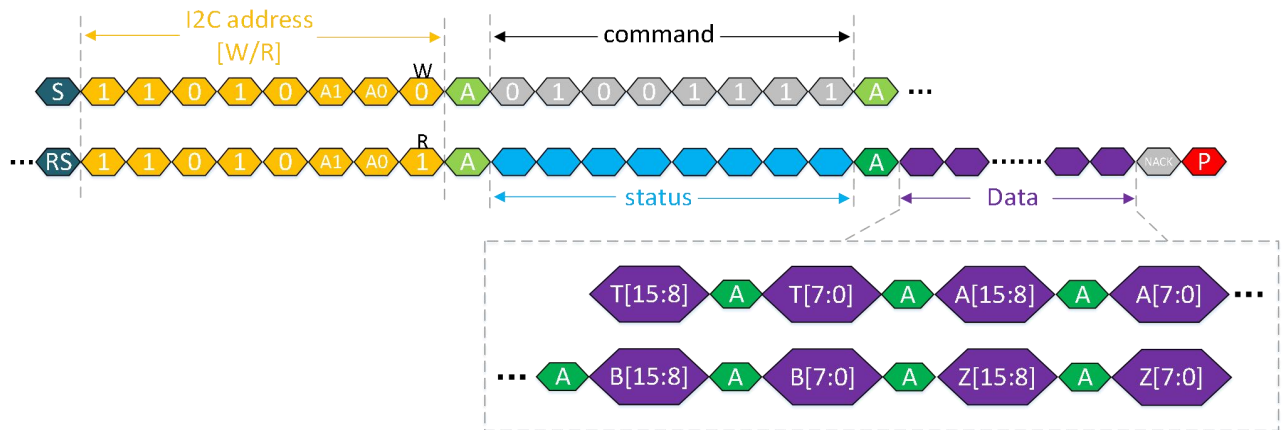 I2C address
[W/R]
command
W
S 1 1 0 1 0 A1 A0 0 A 0 1 0 0 1 1 1 1 A ...
R
... RS 1 1 0 1 0 A1 A0 1 A A ...... NACK P
status
Data
T[15:8] A T[7:0] A A[15:8] A A[7:0] ...
... A B[15:8] A B[7:0] A Z[15:8] A Z[7:0]